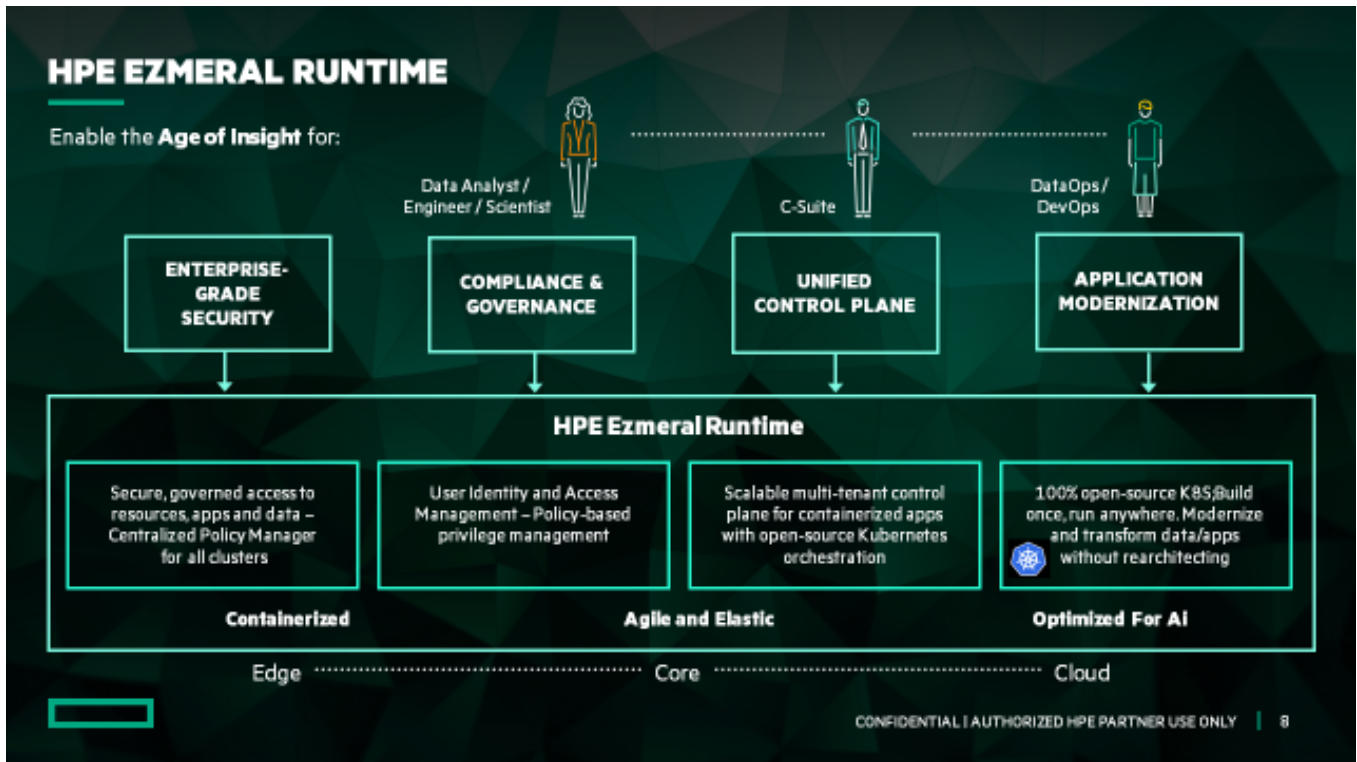 HPE EZMERAL RUNTIME
Enable the Age of Insight for:
Data Analyst /
Engineer / Scientist
C-Suite
DataOps /
DevOps
ENTERPRISE-
GRADE
SECURITY
COMPLIANCE &
GOVERNANCE
UNIFIED
CONTROL PLANE
APPLICATION
MODERNIZATION
HPE Ezmeral Runtime
Secure, governed access to
resources, apps and data –
Centralized Policy Manager
for all clusters
User Identity and Access
Management – Policy-based
privilege management
Scalable multi-tenant control
plane for containerized apps
with open-source Kubernetes
orchestration
100% open-source K8S;Build
once, run anywhere. Modernize
and transform data/apps
without rearchitecting
Containerized
Agile and Elastic
Optimized For Ai
Edge
Core
Cloud
CONFIDENTIAL | AUTHORIZED HPE PARTNER USE ONLY | 8